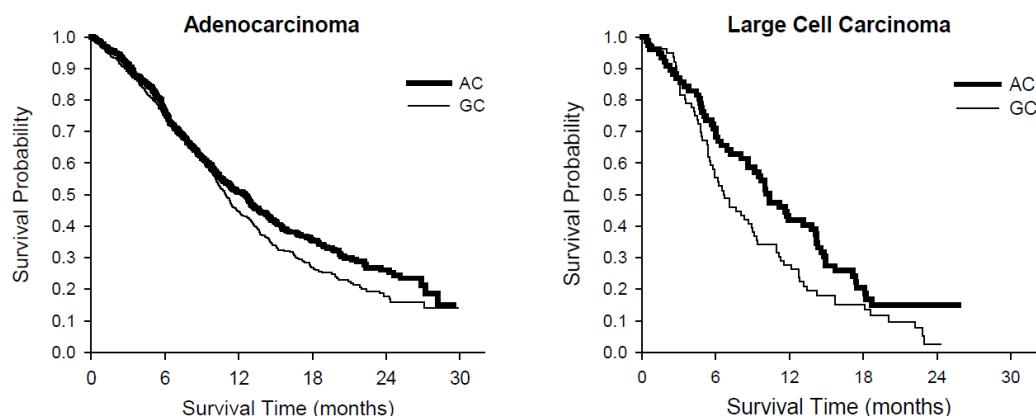 Adenocarcinoma
1.0
0.9
0.8
0.7
0.6
0.5
0.4
0.3
0.2
0.1
0.0
Survival Probability
AC
GC
0 6 12 18 24 30
Survival Time (months)
Large Cell Carcinoma
1.0
0.9
0.8
0.7
0.6
0.5
0.4
0.3
0.2
0.1
0.0
Survival Probability
AC
GC
0 6 12 18 24 30
Survival Time (months)